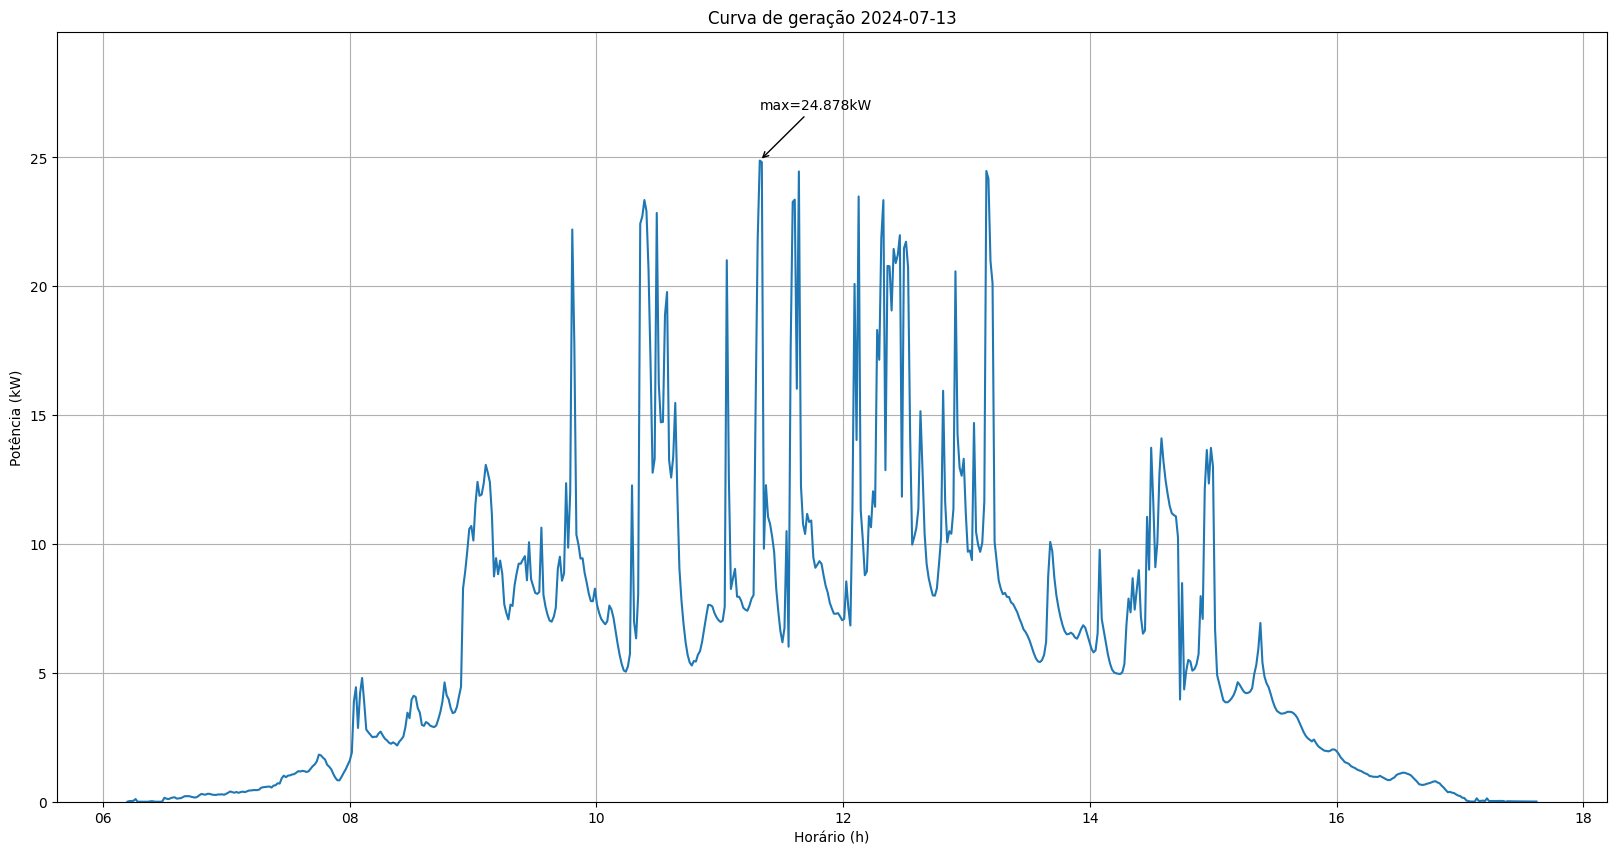 Curva de geração 2024-07-13
max=24.878kW
25
20
15
10
5
0
Potência (kW)
06 08 10 12 14 16 18
Horário (h)